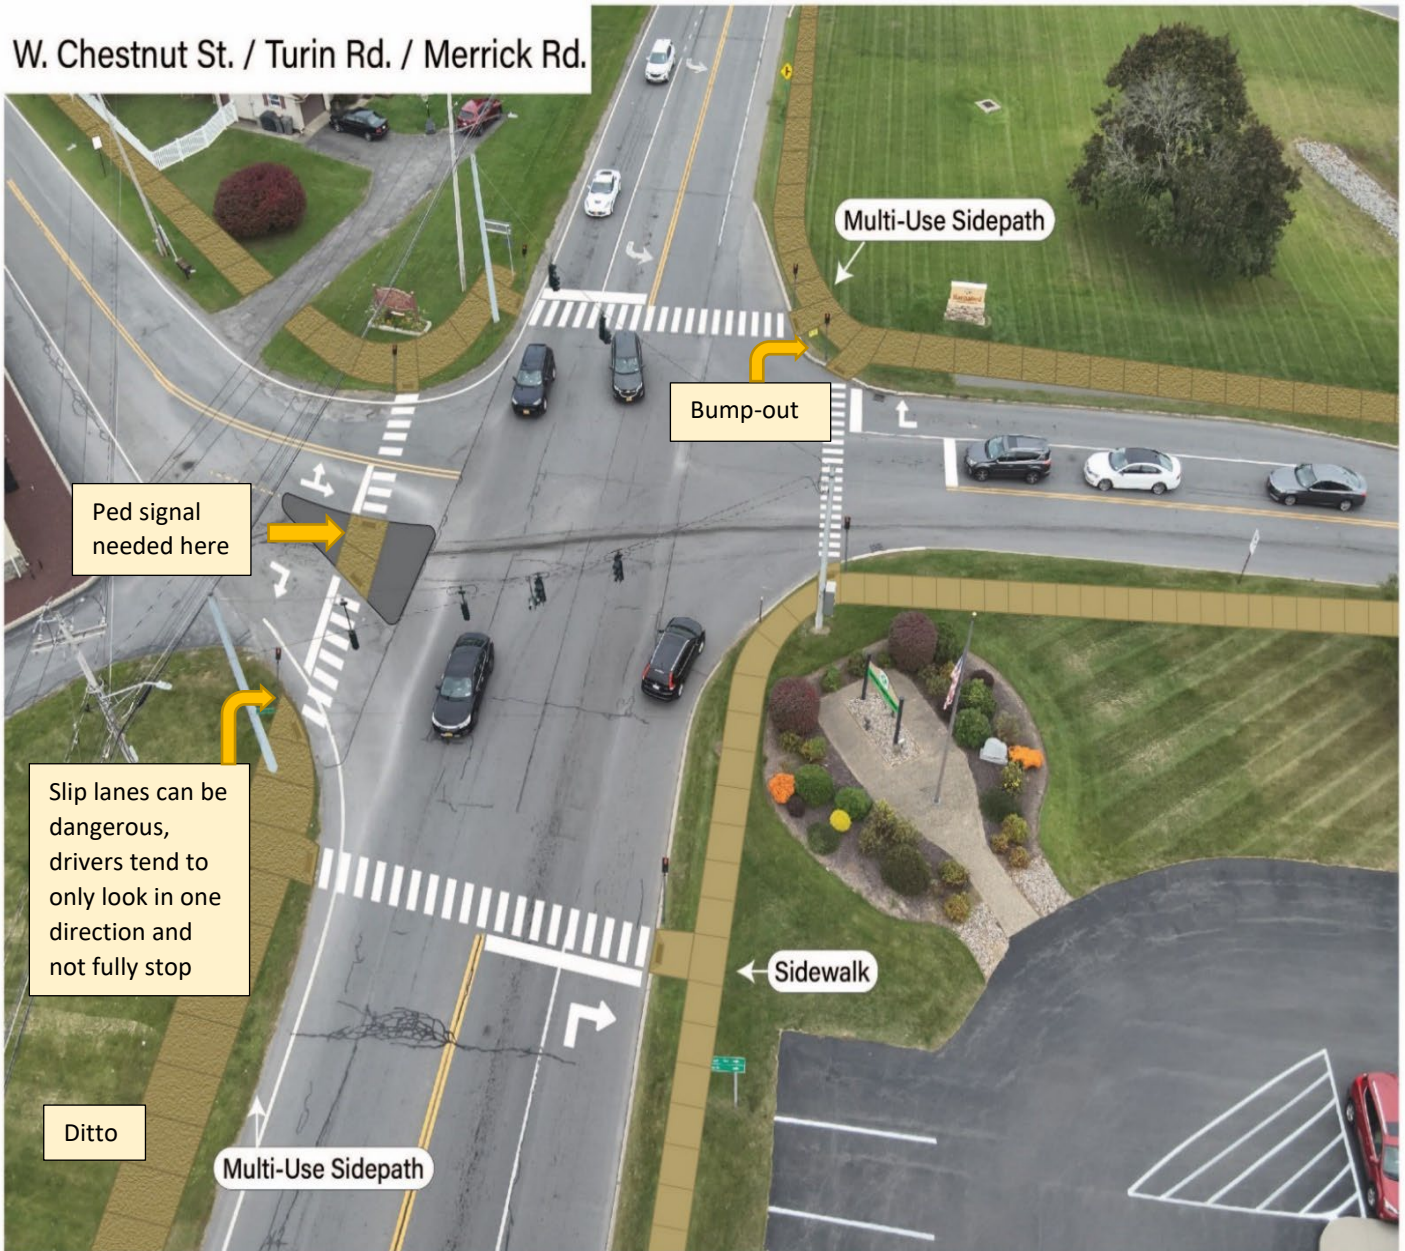 W. Chestnut St. / Turin Rd. / Merrick Rd.
Multi-Use Sidepath
Bump-out
Ped signal
needed here
Slip lanes can be
dangerous,
drivers tend to
only look in one
direction and
not fully stop
Sidewalk
Ditto
Multi-Use Sidepath